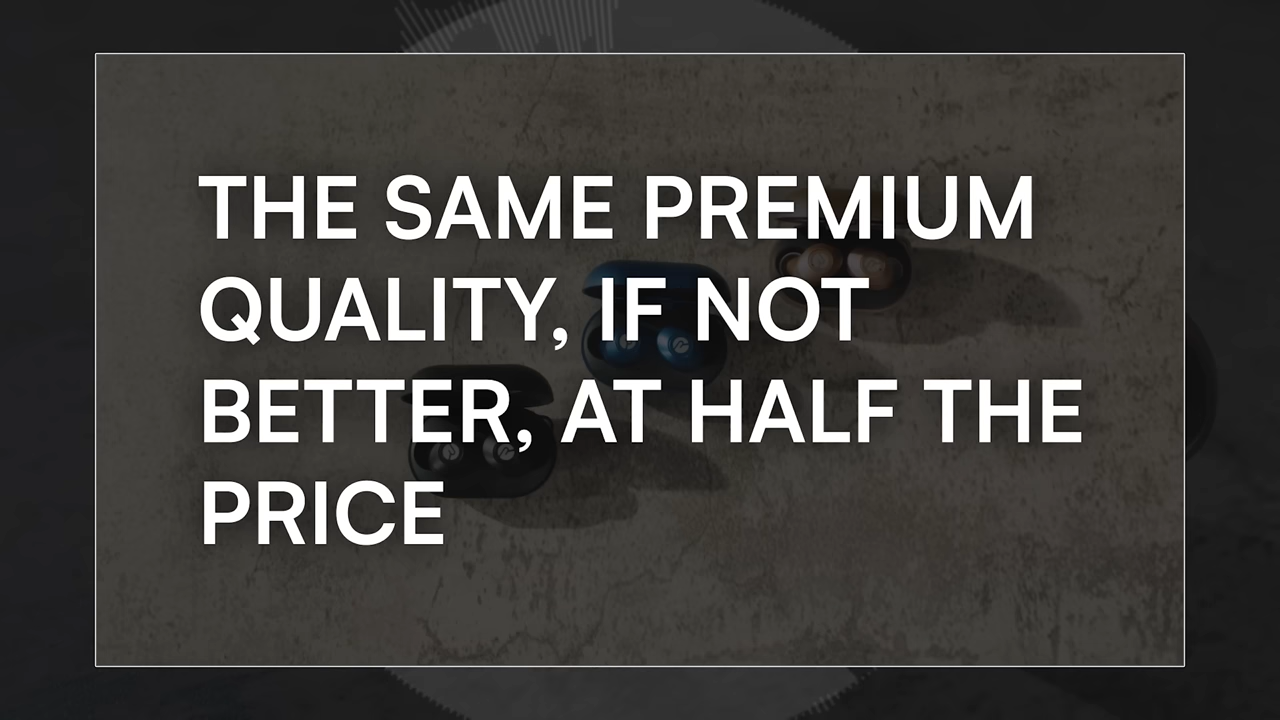 THE SAME PREMIUM
QUALITY, IF NOT
BETTER, AT HALF THE
PRICE